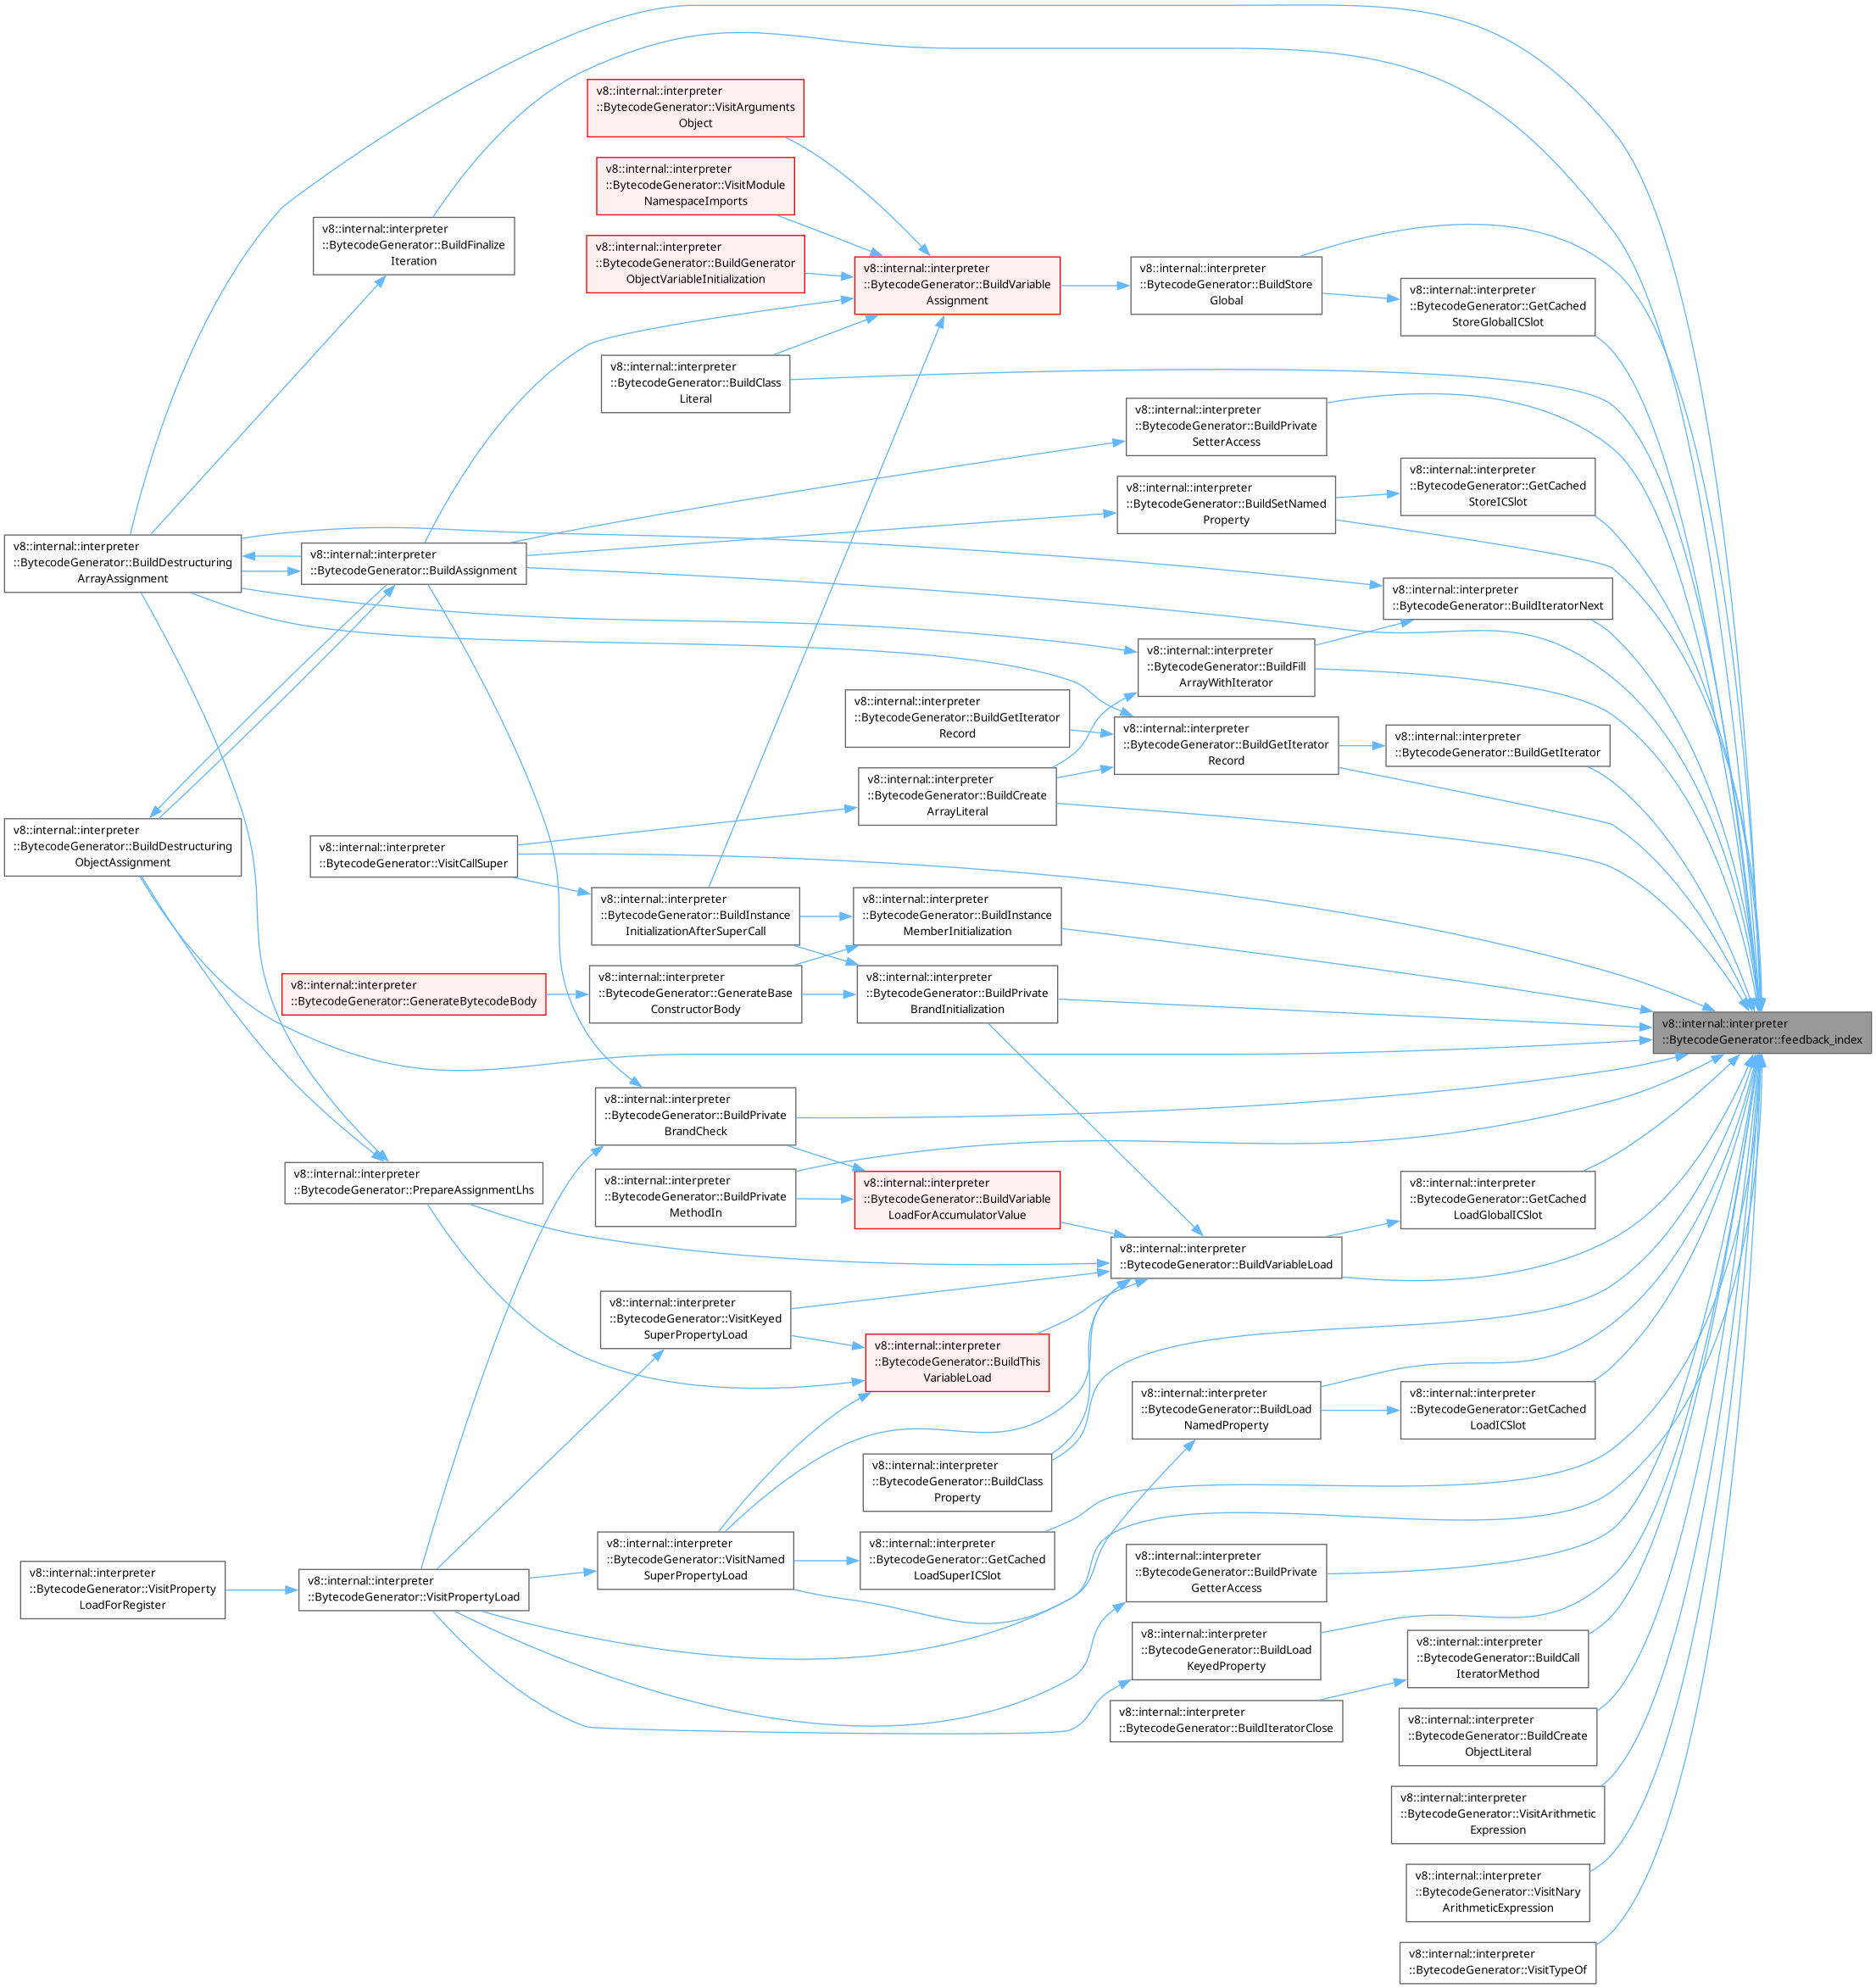 v8::internal::interpreter
::BytecodeGenerator::VisitArguments
Object
v8::internal::interpreter
::BytecodeGenerator::VisitModule
NamespaceImports
v8::internal::interpreter
::BytecodeGenerator::BuildFinalize
Iteration
v8::internal::interpreter
::BytecodeGenerator::BuildGenerator
ObjectVariableInitialization
v8::internal::interpreter
::BytecodeGenerator::BuildVariable
Assignment
v8::internal::interpreter
::BytecodeGenerator::BuildStore
Global
v8::internal::interpreter
::BytecodeGenerator::GetCached
StoreGlobalICSlot
v8::internal::interpreter
::BytecodeGenerator::BuildClass
Literal
v8::internal::interpreter
::BytecodeGenerator::BuildPrivate
SetterAccess
v8::internal::interpreter
::BytecodeGenerator::GetCached
StoreICSlot
v8::internal::interpreter
::BytecodeGenerator::BuildSetNamed
Property
v8::internal::interpreter
::BytecodeGenerator::BuildDestructuring
ArrayAssignment
v8::internal::interpreter
::BytecodeGenerator::BuildAssignment
v8::internal::interpreter
::BytecodeGenerator::BuildIteratorNext
v8::internal::interpreter
::BytecodeGenerator::BuildFill
ArrayWithIterator
v8::internal::interpreter
::BytecodeGenerator::BuildGetIterator
Record
v8::internal::interpreter
::BytecodeGenerator::BuildGetIterator
Record
v8::internal::interpreter
::BytecodeGenerator::BuildGetIterator
v8::internal::interpreter
::BytecodeGenerator::BuildCreate
ArrayLiteral
v8::internal::interpreter
::BytecodeGenerator::BuildDestructuring
ObjectAssignment
v8::internal::interpreter
::BytecodeGenerator::VisitCallSuper
v8::internal::interpreter
::BytecodeGenerator::BuildInstance
InitializationAfterSuperCall
v8::internal::interpreter
::BytecodeGenerator::BuildInstance
MemberInitialization
v8::internal::interpreter
::BytecodeGenerator::GenerateBytecodeBody
v8::internal::interpreter
::BytecodeGenerator::GenerateBase
ConstructorBody
v8::internal::interpreter
::BytecodeGenerator::BuildPrivate
BrandInitialization
v8::internal::interpreter
::BytecodeGenerator::feedback_index
v8::internal::interpreter
::BytecodeGenerator::BuildPrivate
BrandCheck
v8::internal::interpreter
::BytecodeGenerator::PrepareAssignmentLhs
v8::internal::interpreter
::BytecodeGenerator::BuildPrivate
MethodIn
v8::internal::interpreter
::BytecodeGenerator::BuildVariable
LoadForAccumulatorValue
v8::internal::interpreter
::BytecodeGenerator::GetCached
LoadGlobalICSlot
v8::internal::interpreter
::BytecodeGenerator::BuildVariableLoad
v8::internal::interpreter
::BytecodeGenerator::VisitKeyed
SuperPropertyLoad
v8::internal::interpreter
::BytecodeGenerator::BuildThis
VariableLoad
v8::internal::interpreter
::BytecodeGenerator::BuildLoad
NamedProperty
v8::internal::interpreter
::BytecodeGenerator::GetCached
LoadICSlot
v8::internal::interpreter
::BytecodeGenerator::BuildClass
Property
v8::internal::interpreter
::BytecodeGenerator::VisitNamed
SuperPropertyLoad
v8::internal::interpreter
::BytecodeGenerator::GetCached
LoadSuperICSlot
v8::internal::interpreter
::BytecodeGenerator::BuildPrivate
GetterAccess
v8::internal::interpreter
::BytecodeGenerator::VisitProperty
LoadForRegister
v8::internal::interpreter
::BytecodeGenerator::VisitPropertyLoad
v8::internal::interpreter
::BytecodeGenerator::BuildLoad
KeyedProperty
v8::internal::interpreter
::BytecodeGenerator::BuildCall
IteratorMethod
v8::internal::interpreter
::BytecodeGenerator::BuildIteratorClose
v8::internal::interpreter
::BytecodeGenerator::BuildCreate
ObjectLiteral
v8::internal::interpreter
::BytecodeGenerator::VisitArithmetic
Expression
v8::internal::interpreter
::BytecodeGenerator::VisitNary
ArithmeticExpression
v8::internal::interpreter
::BytecodeGenerator::VisitTypeOf